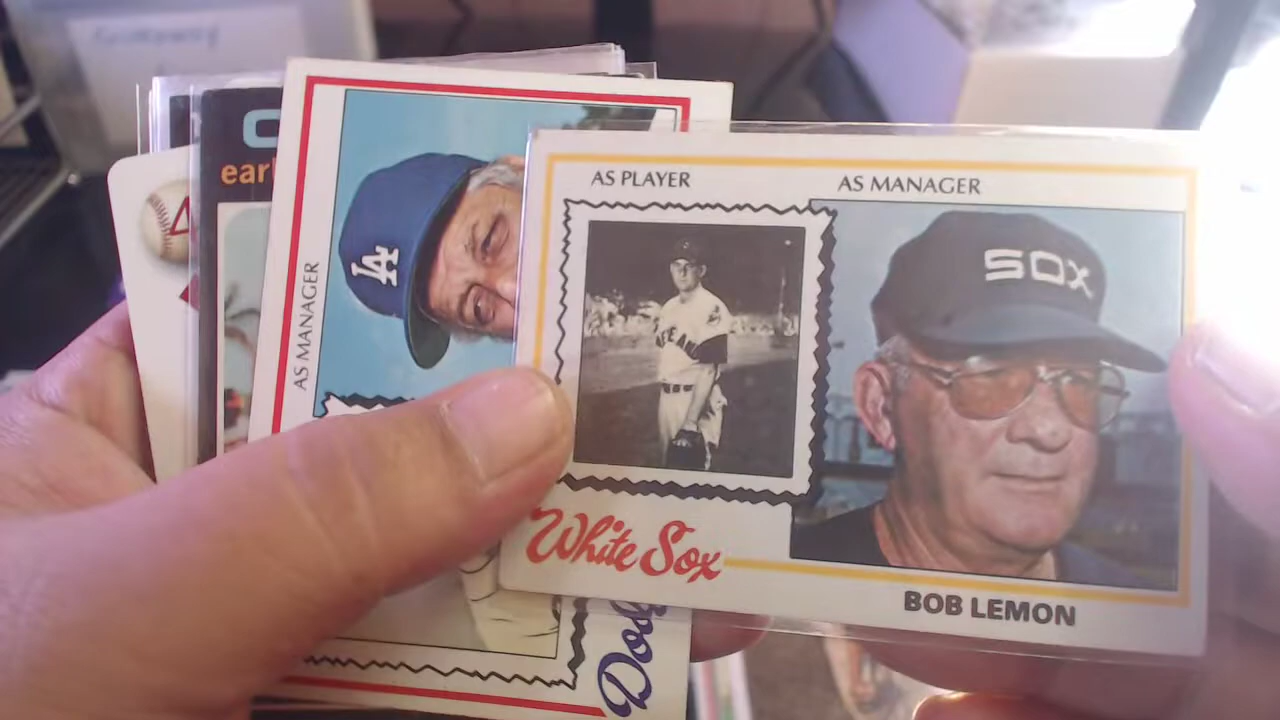 AS PLAYER
AS MANAGER
SOX
White Sox
BOB LEMON
AS MANAGER
LA
earl